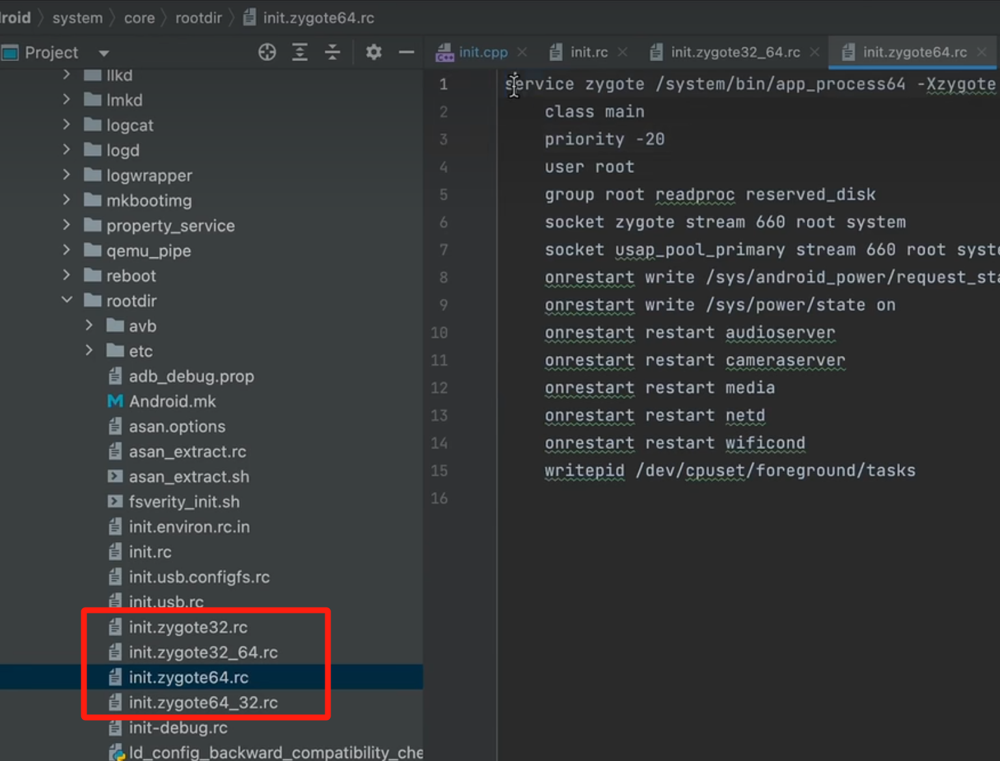 roid system core rootdir init.zygote64.rc
Project
init.cpp init.rc init.zygote32_64.rc init.zygote64.rc
llkd
lmkd
logcat
logd
logwrapper
mkbootimg
property_service
qemu_pipe
reboot
rootdir
avb
etc
adb_debug.prop
Android.mk
asan.options
asan_extract.rc
asan_extract.sh
fsverity_init.sh
init.environ.rc.in
init.rc
init.usb.configfs.rc
init.usb.rc
init.zygote32.rc
init.zygote32_64.rc
init.zygote64.rc
init.zygote64_32.rc
init-debug.rc
ld_config_backward_compatibility_che
1 service zygote /system/bin/app_process64 -Xzygote
2 class main
3 priority -20
4 user root
5 group root readproc reserved_disk
6 socket zygote stream 660 root system
7 socket usap_pool_primary stream 660 root syste
8 onrestart write /sys/android_power/request_sta
9 onrestart write /sys/power/state on
10 onrestart restart audioserver
11 onrestart restart cameraserver
12 onrestart restart media
13 onrestart restart netd
14 onrestart restart wificond
15 writepid /dev/cpuset/foreground/tasks
16